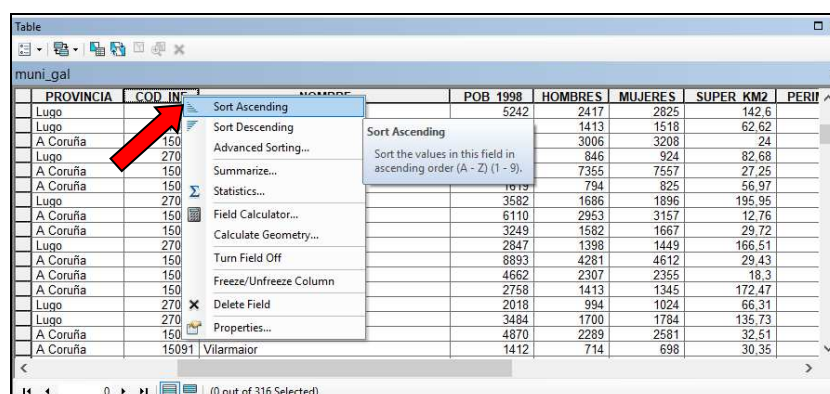 Table
muni_gal
PROVINCIA COD_INE NOMBRE POB_1998 HOMBRES MUJERES SUPER_KM2
Lugo 5242 2417 2825 142,6
Lugo 1413 1518 62,62
A Coruña 150 3006 3208 24
Lugo 270 846 924 82,68
A Coruña 150 7355 7557 27,25
A Coruña 150 1619 794 825 56,97
Lugo 270 3582 1686 1896 195,95
A Coruña 150 6110 2953 3157 12,76
A Coruña 150 3249 1582 1667 29,72
Lugo 270 2847 1398 1449 166,51
A Coruña 150 8893 4281 4612 29,43
A Coruña 150 4662 2307 2355 18,3
A Coruña 150 2758 1413 1345 172,47
Lugo 270 2018 994 1024 66,31
Lugo 270 3484 1700 1784 135,73
A Coruña 150 4870 2289 2581 32,51
A Coruña 15091 Vilarmaior 1412 714 698 30,35
Sort Ascending
Sort Descending
Advanced Sorting...
Summarize...
Statistics...
Field Calculator...
Calculate Geometry...
Turn Field Off
Freeze/Unfreeze Column
Delete Field
Properties...
Sort Ascending
Sort the values in this field in
ascending order (A - Z) (1 - 9).
0 (0 out of 316 Selected)